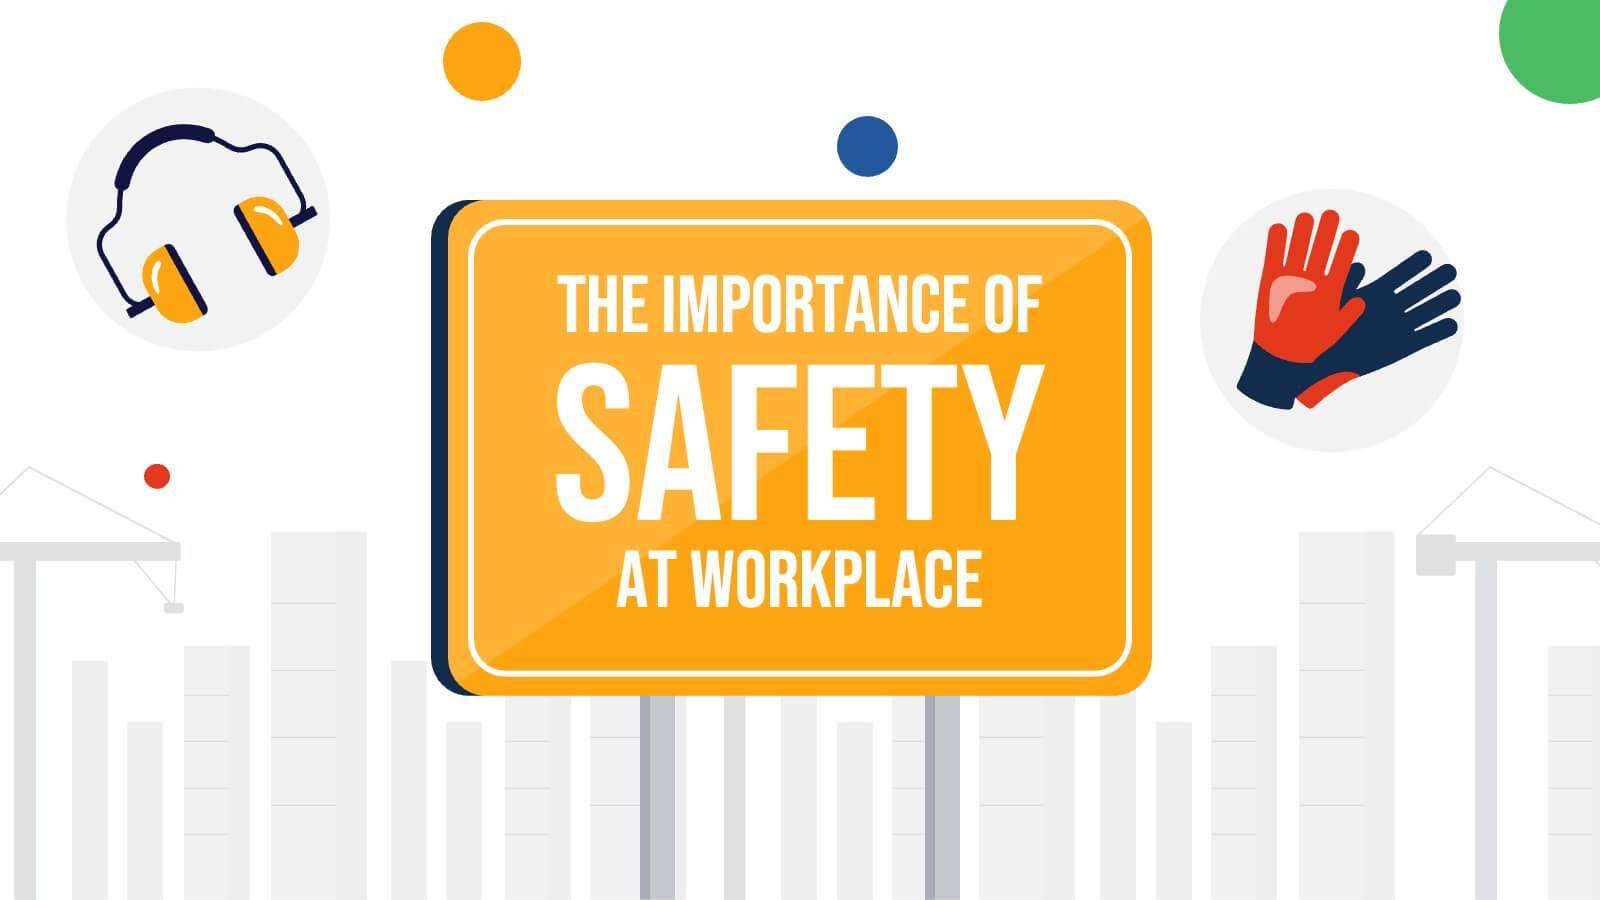 THE IMPORTANCE OF
SAFETY
AT WORKPLACE